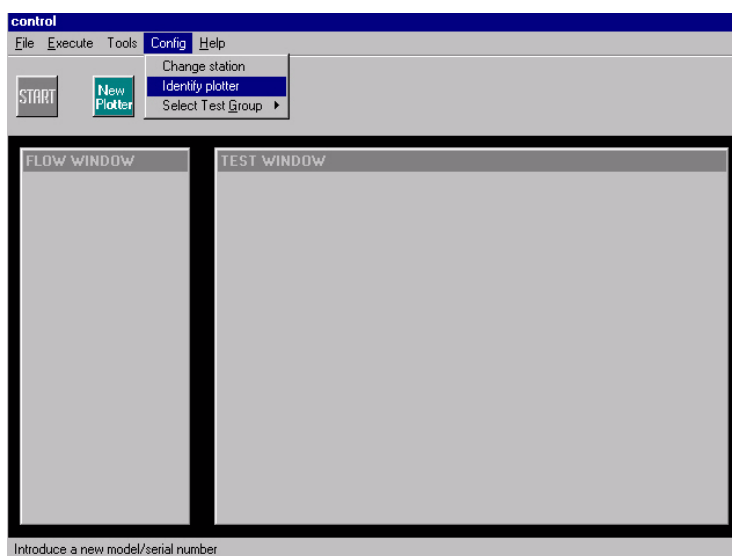 control
File Execute Tools Config Help
Change station
Identify plotter
Select Test Group
START
New
Plotter
FLOW WINDOW
TEST WINDOW
Introduce a new model/serial number